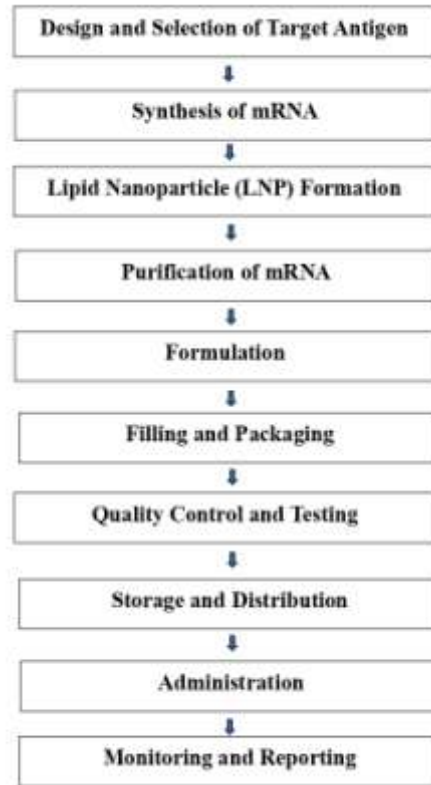 Design and Selection of Target Antigen
Synthesis of mRNA
Lipid Nanoparticle (LNP) Formation
Purification of mRNA
Formulation
Filling and Packaging
Quality Control and Testing
Storage and Distribution
Administration
Monitoring and Reporting